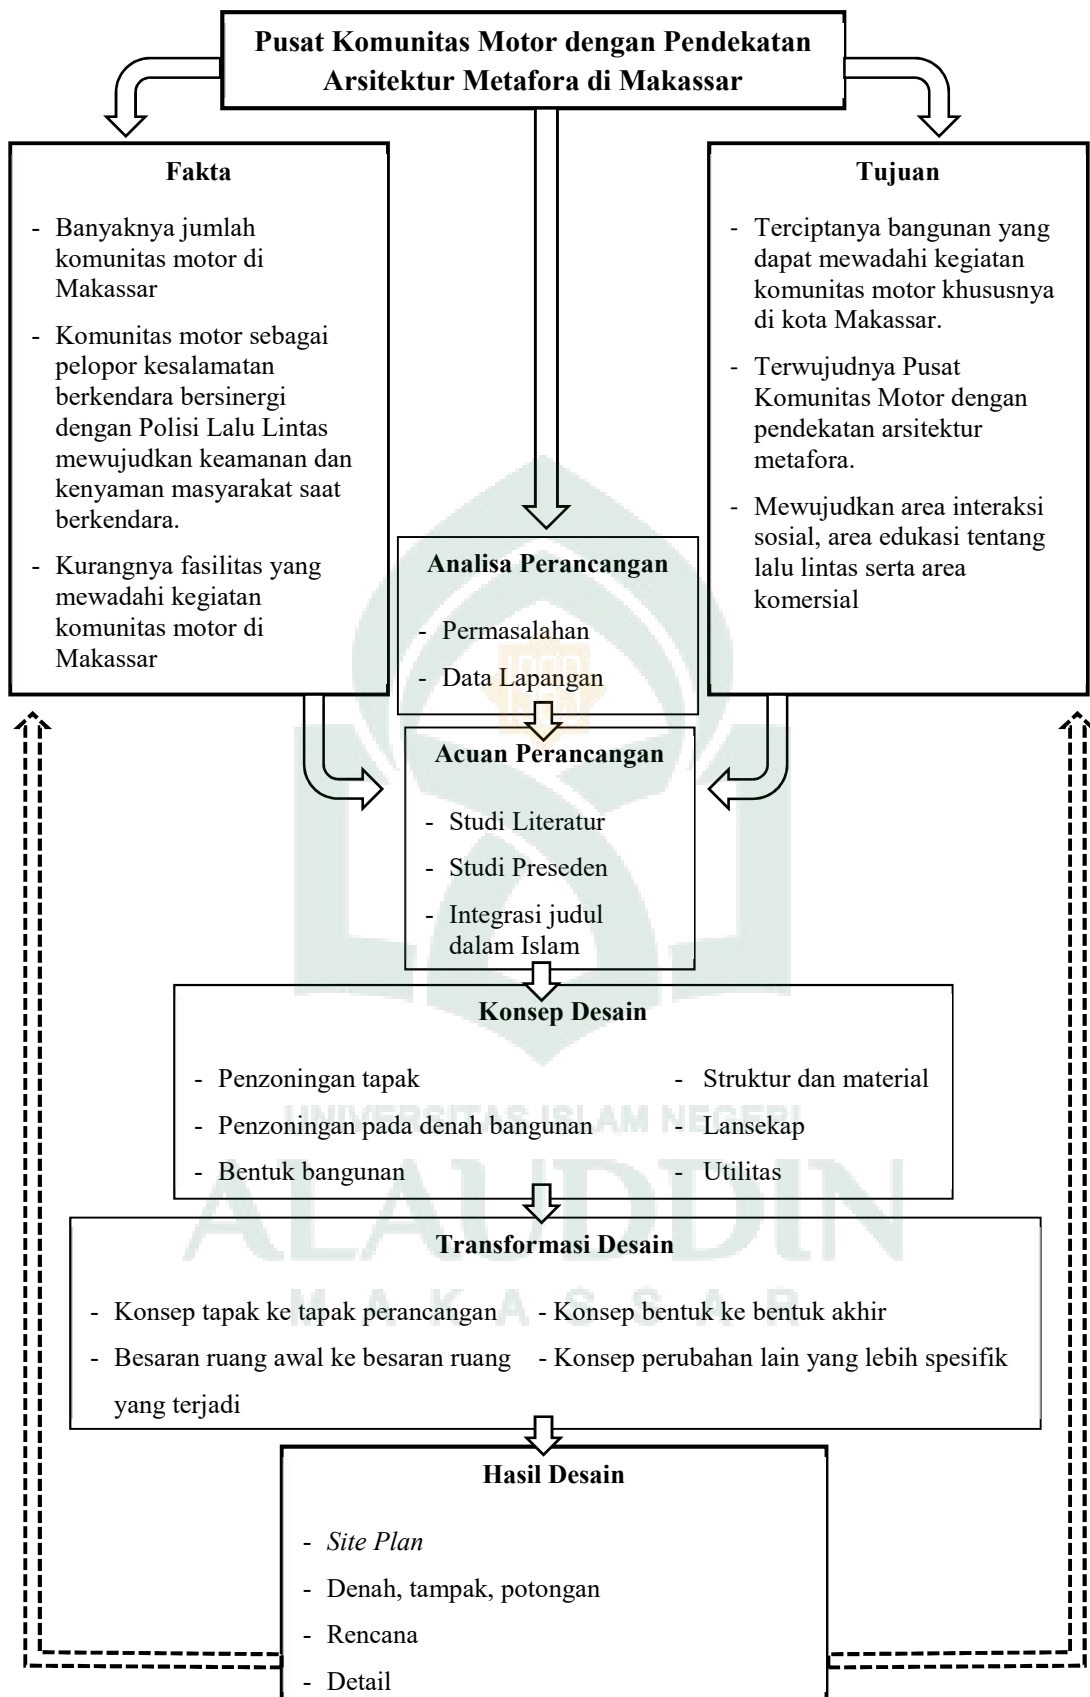 Pusat Komunitas Motor dengan Pendekatan
Arsitektur Metafora di Makassar
Fakta
- Banyaknya jumlah
komunitas motor di
Makassar
- Komunitas motor sebagai
pelopor kesalamatan
berkendara bersinergi
dengan Polisi Lalu Lintas
mewujudkan keamanan dan
kenyaman masyarakat saat
berkendara.
- Kurangnya fasilitas yang
mewadahi kegiatan
komunitas motor di
Makassar
Tujuan
- Terciptanya bangunan yang
dapat mewadahi kegiatan
komunitas motor khususnya
di kota Makassar.
- Terwujudnya Pusat
Komunitas Motor dengan
pendekatan arsitektur
metafora.
- Mewujudkan area interaksi
sosial, area edukasi tentang
lalu lintas serta area
komersial
Analisa Perancangan
- Permasalahan
- Data Lapangan
Acuan Perancangan
- Studi Literatur
- Studi Preseden
- Integrasi judul
dalam Islam
Konsep Desain
- Penzoningan tapak
- Penzoningan pada denah bangunan
- Bentuk bangunan
- Struktur dan material
- Lansekap
- Utilitas
UNIVERSITAS ISLAM NEGERI
ALAUDDIN
MAKASSAR
Transformasi Desain
- Konsep tapak ke tapak perancangan
- Besaran ruang awal ke besaran ruang
yang terjadi
- Konsep bentuk ke bentuk akhir
- Konsep perubahan lain yang lebih spesifik
Hasil Desain
- Site Plan
- Denah, tampak, potongan
- Rencana
- Detail